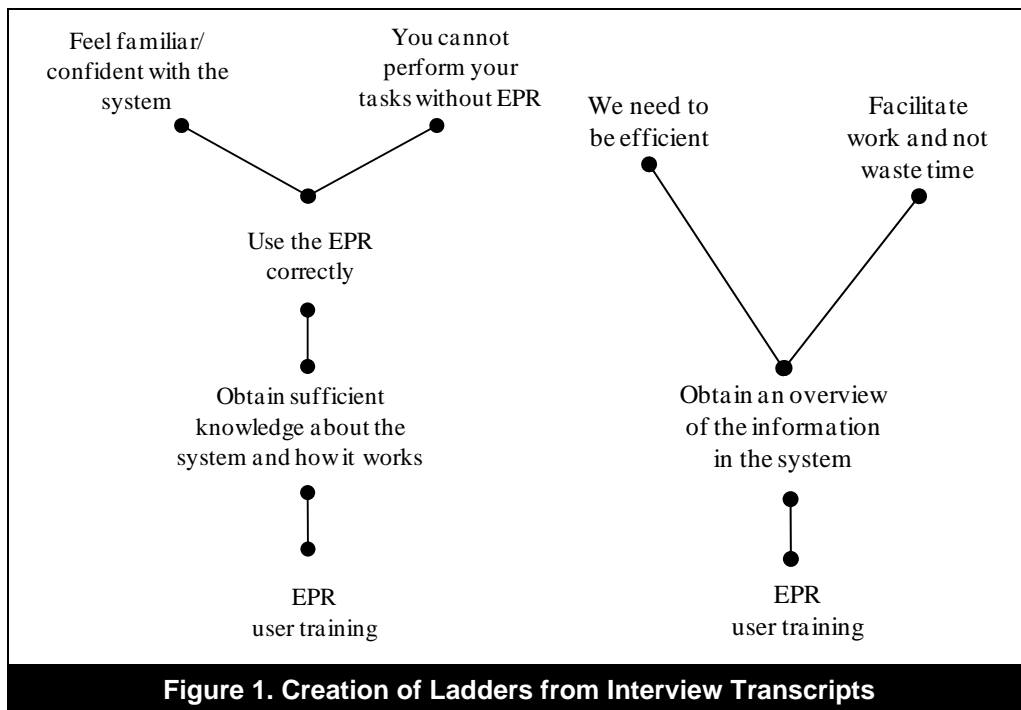 Feel familiar/
confident with the
system
You cannot
perform your
tasks without EPR
Use the EPR
correctly
Obtain sufficient
knowledge about the
system and how it works
EPR
user training
We need to
be efficient
Facilitate
work and not
waste time
Obtain an overview
of the information
in the system
EPR
user training
Figure 1. Creation of Ladders from Interview Transcripts